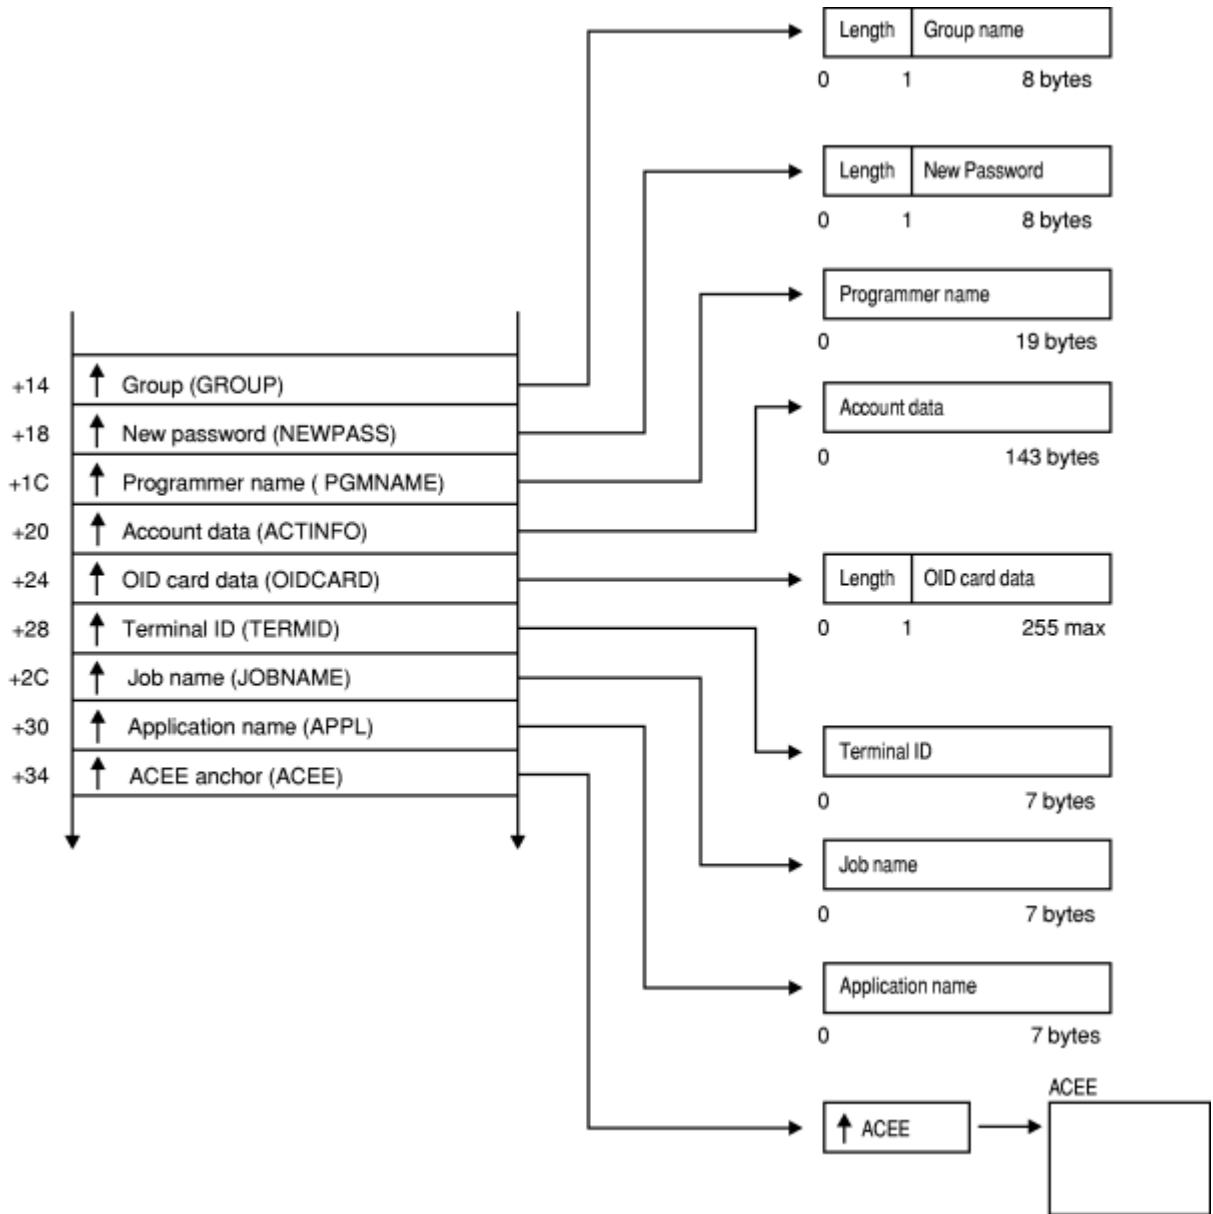 Length Group name
0 1 8 bytes
Length New Password
0 1 8 bytes
Programmer name
0 19 bytes
Account data
0 143 bytes
+14 Group (GROUP)
+18 New password (NEWPASS)
+1C Programmer name ( PGMNAME)
+20 Account data (ACTINFO)
+24 OID card data (OIDCARD)
+28 Terminal ID (TERMID)
+2C Job name (JOBNAME)
+30 Application name (APPL)
+34 ACEE anchor (ACEE)
Length OID card data
0 1 255 max
Terminal ID
0 7 bytes
Job name
0 7 bytes
Application name
0 7 bytes
ACEE
ACEE